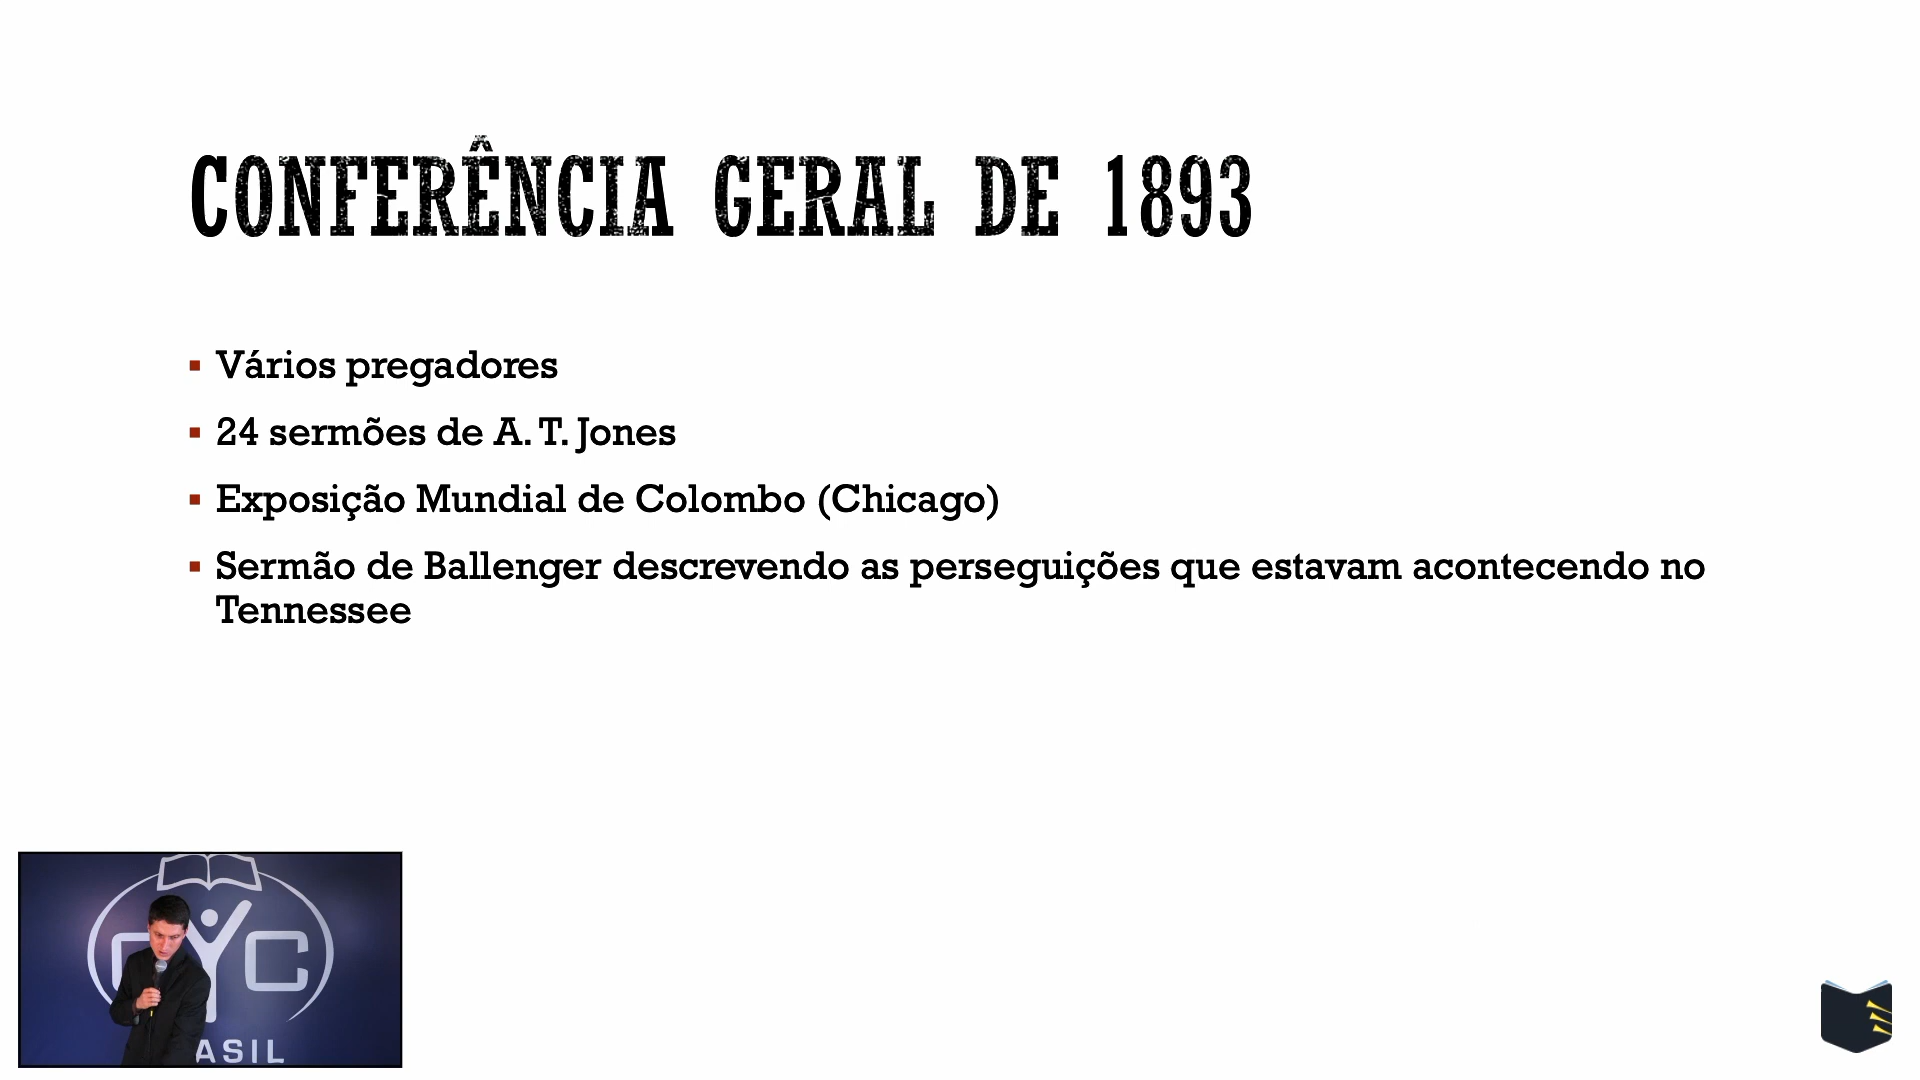 CONFERÊNCIA GERAL DE 1893
Vários pregadores
24 sermões de A. T. Jones
Exposição Mundial de Colombo (Chicago)
Sermão de Ballenger descrevendo as perseguições que estavam acontecendo no
Tennessee
YC
ASIL